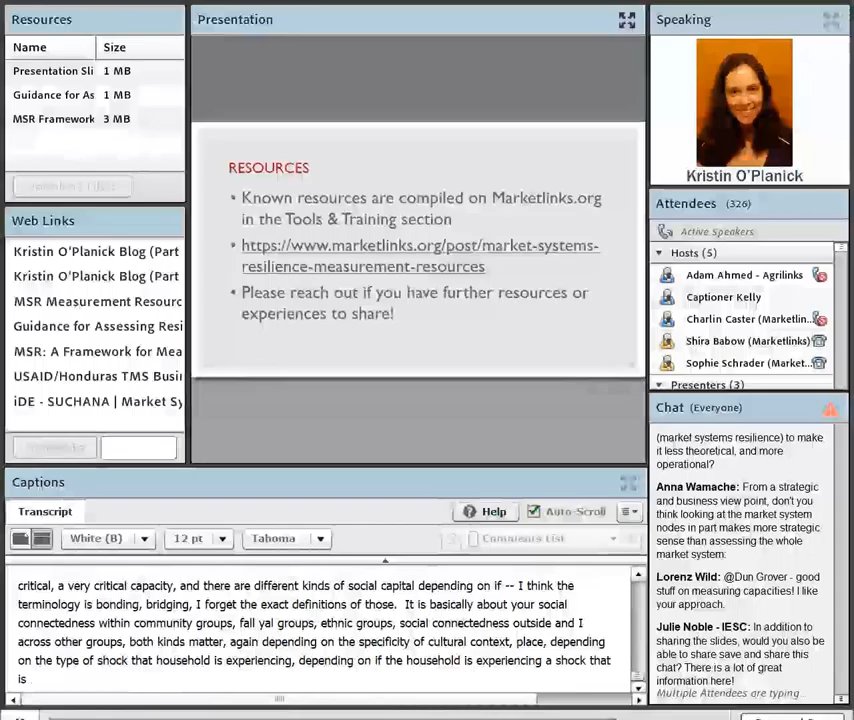 Resources
Name Size
Presentation Sli 1 MB
Guidance for As 1 MB
MSR Framework 3 MB
Web Links
Kristin O'Planick Blog (Part
Kristin O'Planick Blog (Part
MSR Measurement Resourc
Guidance for Assessing Resi
MSR: A Framework for Mea
USAID/Honduras TMS Busin
iDE - SUCHANA | Market Sy
Presentation
RESOURCES
• Known resources are compiled on Marketlinks.org
in the Tools & Training section
• https://www.marketlinks.org/post/market-systems-
resilience-measurement-resources
• Please reach out if you have further resources or
experiences to share!
Captions
Transcript
Help
Auto-Scroll
White (B)
12 pt
Tahoma
Comments List
critical, a very critical capacity, and there are different kinds of social capital depending on if -- I think the
terminology is bonding, bridging, I forget the exact definitions of those. It is basically about your social
connectedness within community groups, fall yal groups, ethnic groups, social connectedness outside and I
across other groups, both kinds matter, again depending on the specificity of cultural context, place, depending
on the type of shock that household is experiencing, depending on if the household is experiencing a shock that
is
Speaking
Kristin O'Planick
Attendees (326)
Active Speakers
Hosts (5)
Adam Ahmed - Agrilinks
Captioner Kelly
Charlin Caster (Marketlin...
Shira Babow (Marketlinks)
Sophie Schrader (Market...
Presenters (3)
Chat (Everyone)
(market systems resilience) to make
it less theoretical, and more
operational?
Anna Wamache: From a strategic
and business view point, don't you
think looking at the market system
nodes in part makes more strategic
sense than assessing the whole
market system:
Lorenz Wild: @Dun Grover - good
stuff on measuring capacities! I like
your approach.
Julie Noble - IESC: In addition to
sharing the slides, would you also be
able to share save and share this
chat? There is a lot of great
information here!
Multiple Attendees are typing...